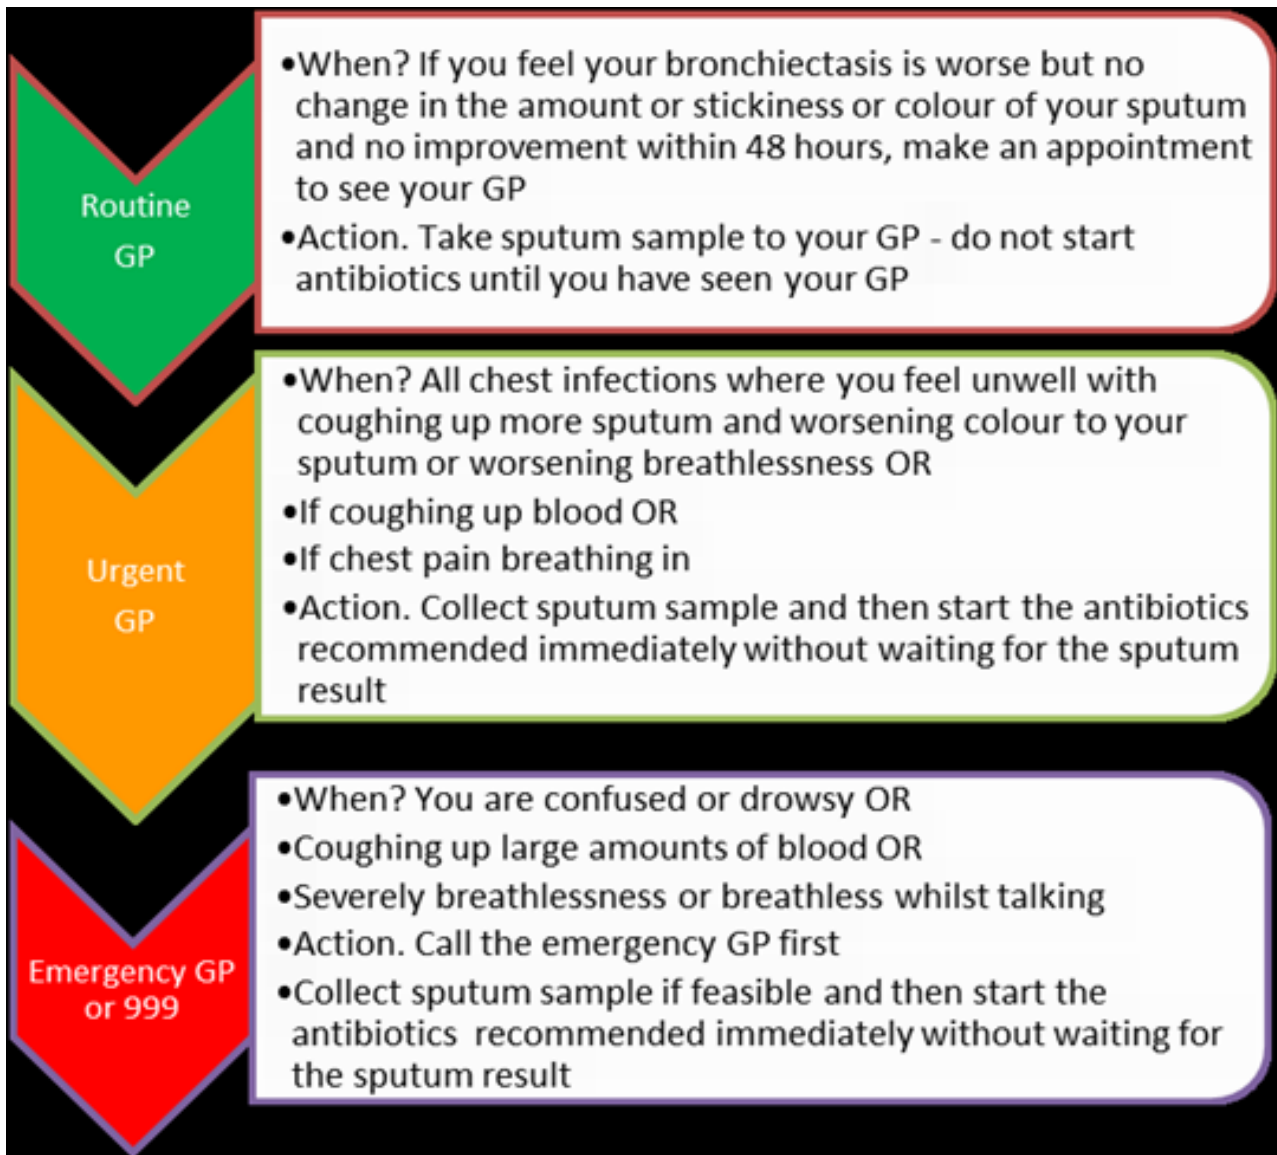 Routine
GP
•When? If you feel your bronchiectasis is worse but no
change in the amount or stickiness or colour of your sputum
and no improvement within 48 hours, make an appointment
to see your GP
•Action. Take sputum sample to your GP - do not start
antibiotics until you have seen your GP
Urgent
GP
•When? All chest infections where you feel unwell with
coughing up more sputum and worsening colour to your
sputum or worsening breathlessness OR
•If coughing up blood OR
•If chest pain breathing in
•Action. Collect sputum sample and then start the antibiotics
recommended immediately without waiting for the sputum
result
Emergency GP
or 999
•When? You are confused or drowsy OR
•Coughing up large amounts of blood OR
•Severely breathlessness or breathless whilst talking
•Action. Call the emergency GP first
•Collect sputum sample if feasible and then start the
antibiotics recommended immediately without waiting for
the sputum result